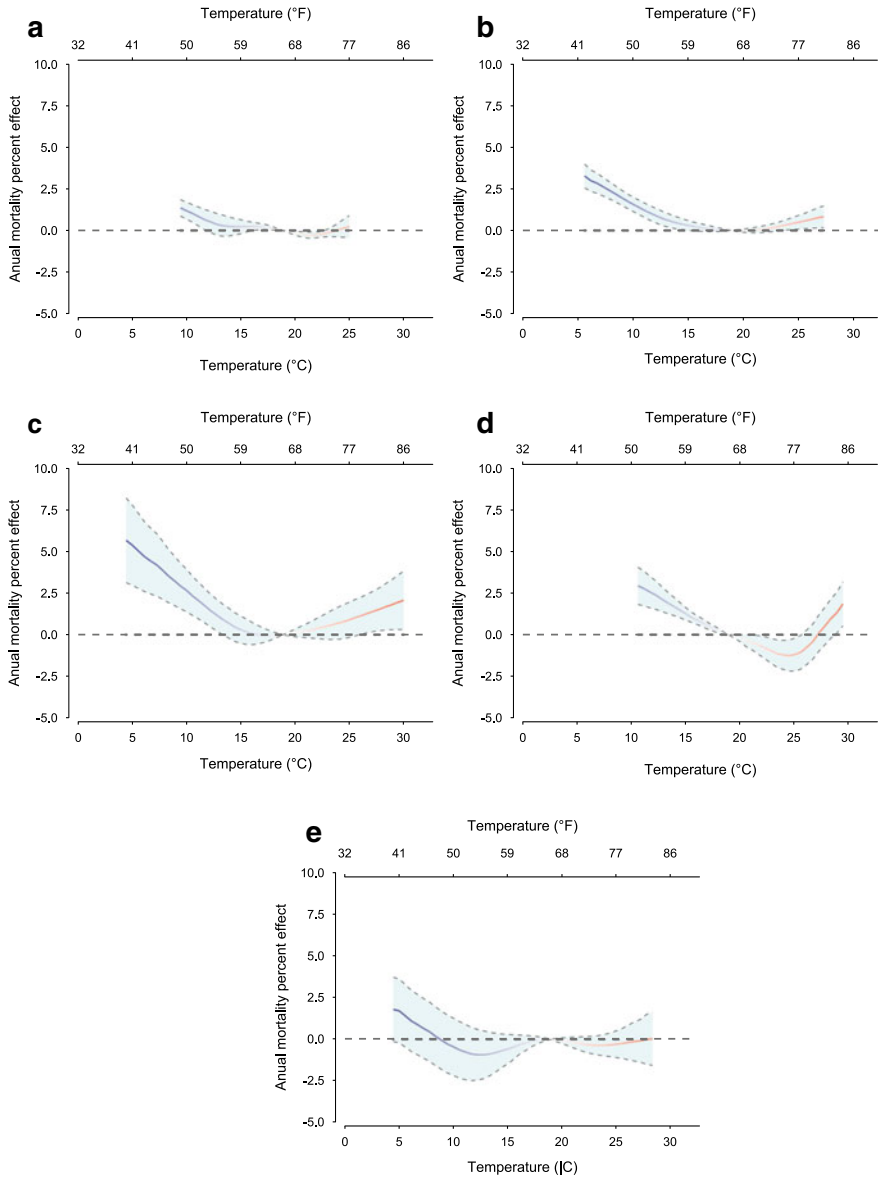 a
Temperature (°F)
32 41 50 59 68 77 86
10.0
7.5
5.0
2.5
0.0
-2.5
-5.0
Anual mortality percent effect
0 5 10 15 20 25 30
Temperature (°C)
b
Temperature (°F)
32 41 50 59 68 77 86
10.0
7.5
5.0
2.5
0.0
-2.5
-5.0
Anual mortality percent effect
0 5 10 15 20 25 30
Temperature (°C)
c
Temperature (°F)
32 41 50 59 68 77 86
10.0
7.5
5.0
2.5
0.0
-2.5
-5.0
Anual mortality percent effect
0 5 10 15 20 25 30
Temperature (°C)
d
Temperature (°F)
32 41 50 59 68 77 86
10.0
7.5
5.0
2.5
0.0
-2.5
-5.0
Anual mortality percent effect
0 5 10 15 20 25 30
Temperature (°C)
e
Temperature (°F)
32 41 50 59 68 77 86
10.0
7.5
5.0
2.5
0.0
-2.5
-5.0
Anual mortality percent effect
0 5 10 15 20 25 30
Temperature (|C)